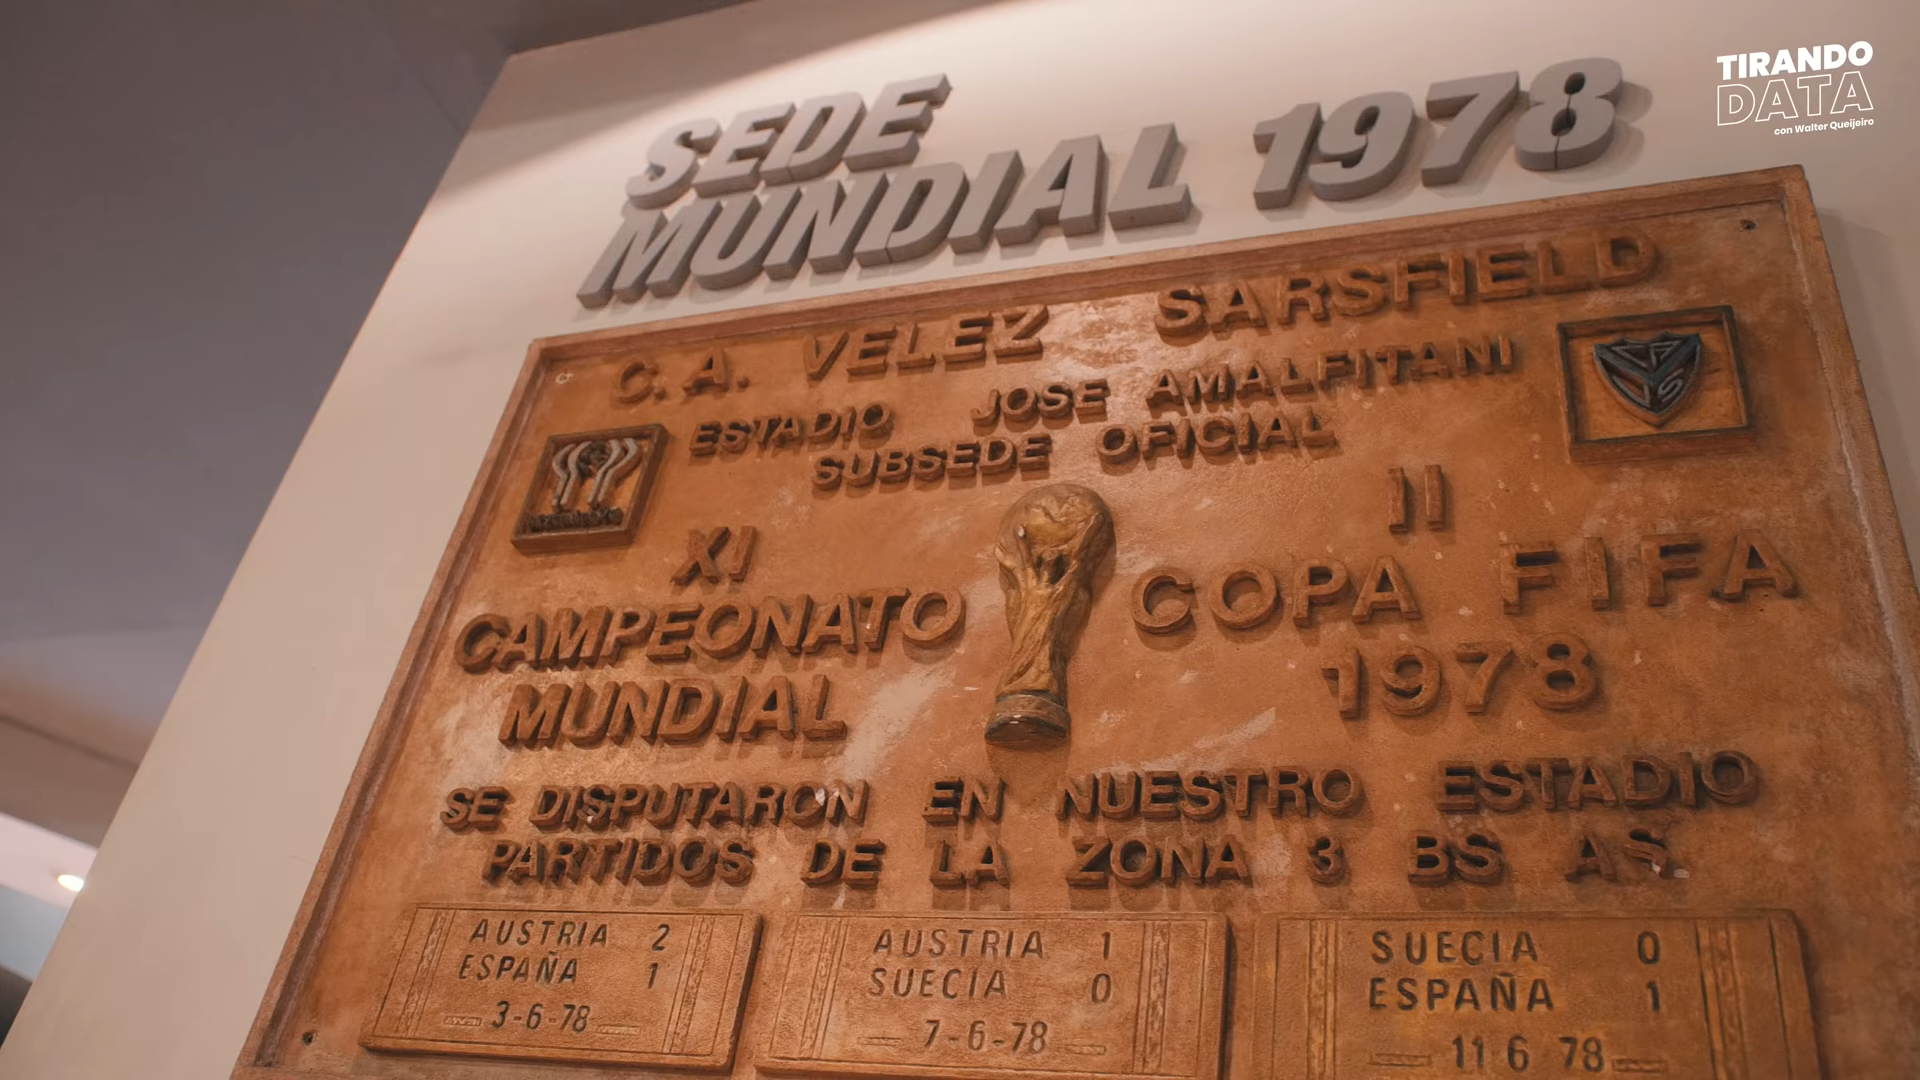 TIRANDO
DATA
con Walter Queijeiro
SEDE
MUNDIAL 1978
C.A. VELEZ SARSFIELD
ESTADIO JOSE AMALFITANI
SUBSEDE OFICIAL
XI
CAMPEONATO
MUNDIAL
II
COPA FIFA
1978
SE DISPUTARON EN NUESTRO ESTADIO
PARTIDOS DE LA ZONA 3 BS AS.
AUSTRIA 2
ESPAÑA 1
3-6-78
AUSTRIA 1
SUECIA 0
7-6-78
SUECIA 0
ESPAÑA 1
11 6 78